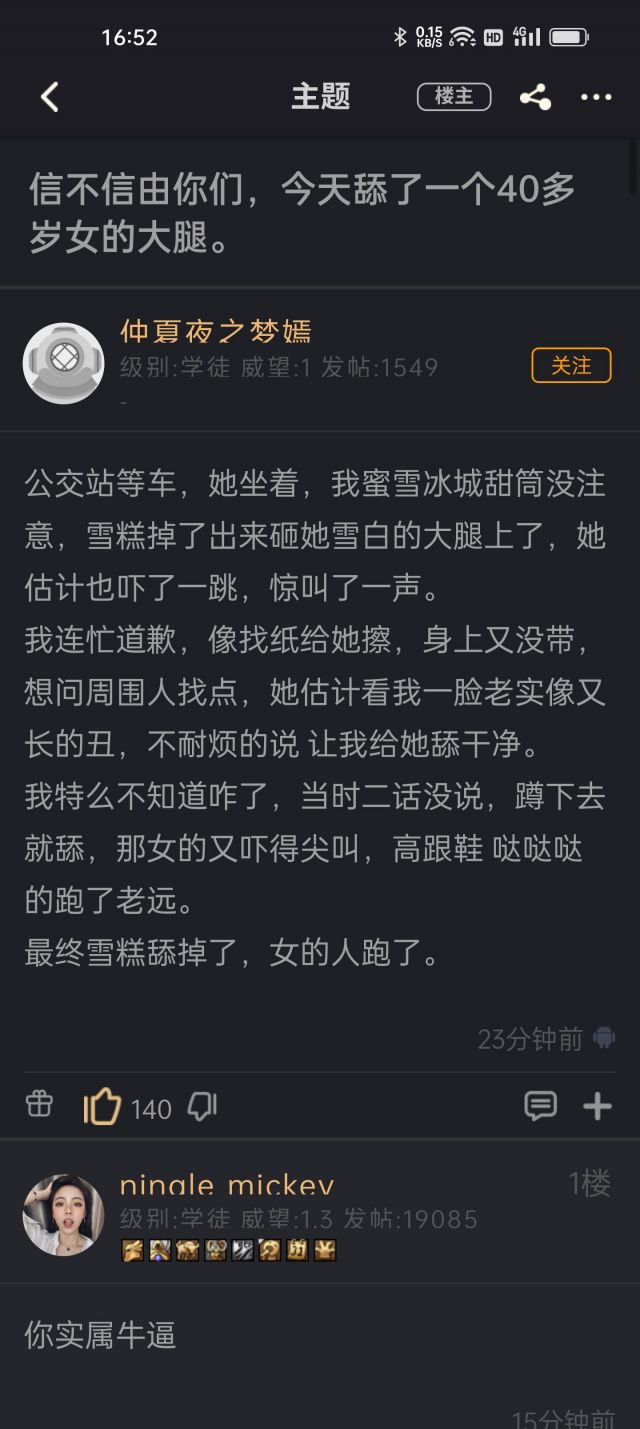 16:52
0.15 KB/S 6 HD 4G
主题 楼主
信不信由你们，今天舔了一个40多
岁女的大腿。
仲夏夜之梦嫣
级别:学徒 威望:1 发帖:1549
关注
-
公交站等车，她坐着，我蜜雪冰城甜筒没注
意，雪糕掉了出来砸她雪白的大腿上了，她
估计也吓了一跳，惊叫了一声。
我连忙道歉，像找纸给她擦，身上又没带，
想问周围人找点，她估计看我一脸老实像又
长的丑，不耐烦的说 让我给她舔干净。
我特么不知道咋了，当时二话没说，蹲下去
就舔，那女的又吓得尖叫，高跟鞋 哒哒哒
的跑了老远。
最终雪糕舔掉了，女的人跑了。
23分钟前
140
ningle mickey
1楼
级别:学徒 威望:1.3 发帖:19085
你实属牛逼
15分钟前